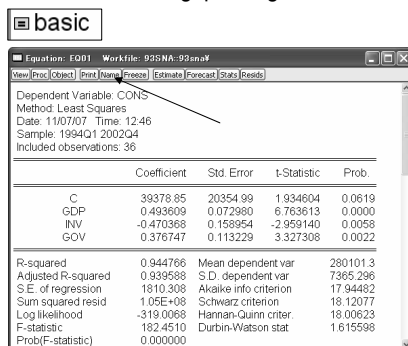 basic
Equation: EQ01 Workfile: 93SNA::93sna¥
View Proc Object Print Name Freeze Estimate Forecast Stats Resids
Dependent Variable: CONS
Method: Least Squares
Date: 11/07/07 Time: 12:46
Sample: 1994Q1 2002Q4
Included observations: 36
Coefficient Std. Error t-Statistic Prob.
C 39378.85 20354.99 1.934604 0.0619
GDP 0.493609 0.072980 6.763613 0.0000
INV -0.470368 0.158954 -2.959140 0.0058
GOV 0.376747 0.113229 3.327308 0.0022
R-squared 0.944766 Mean dependent var 280101.3
Adjusted R-squared 0.939588 S.D. dependent var 7365.296
S.E. of regression 1810.308 Akaike info criterion 17.94482
Sum squared resid 1.05E+08 Schwarz criterion 18.12077
Log likelihood -319.0068 Hannan-Quinn criter. 18.00623
F-statistic 182.4510 Durbin-Watson stat 1.615598
Prob(F-statistic) 0.000000